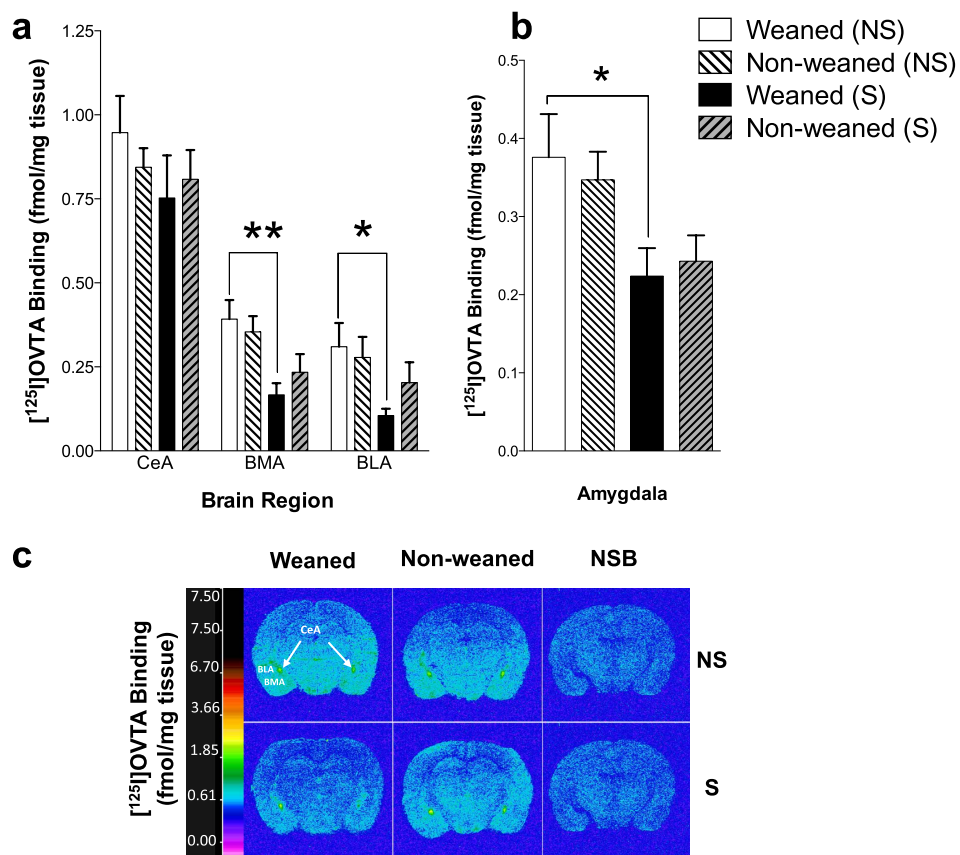 a
[¹²⁵I]OVTA Binding (fmol/mg tissue)
1.25
1.00
0.75
0.50
0.25
0.00
**
*
CeA
BMA
BLA
Brain Region
b
[¹²⁵I]OVTA Binding (fmol/mg tissue)
0.5
0.4
0.3
0.2
0.1
0.0
*
Amygdala
Weaned (NS)
Non-weaned (NS)
Weaned (S)
Non-weaned (S)
c
Weaned
Non-weaned
NSB
[¹²⁵I]OVTA Binding
(fmol/mg tissue)
7.50
7.50
6.70
3.66
1.85
0.61
0.00
CeA
BLA
BMA
NS
S